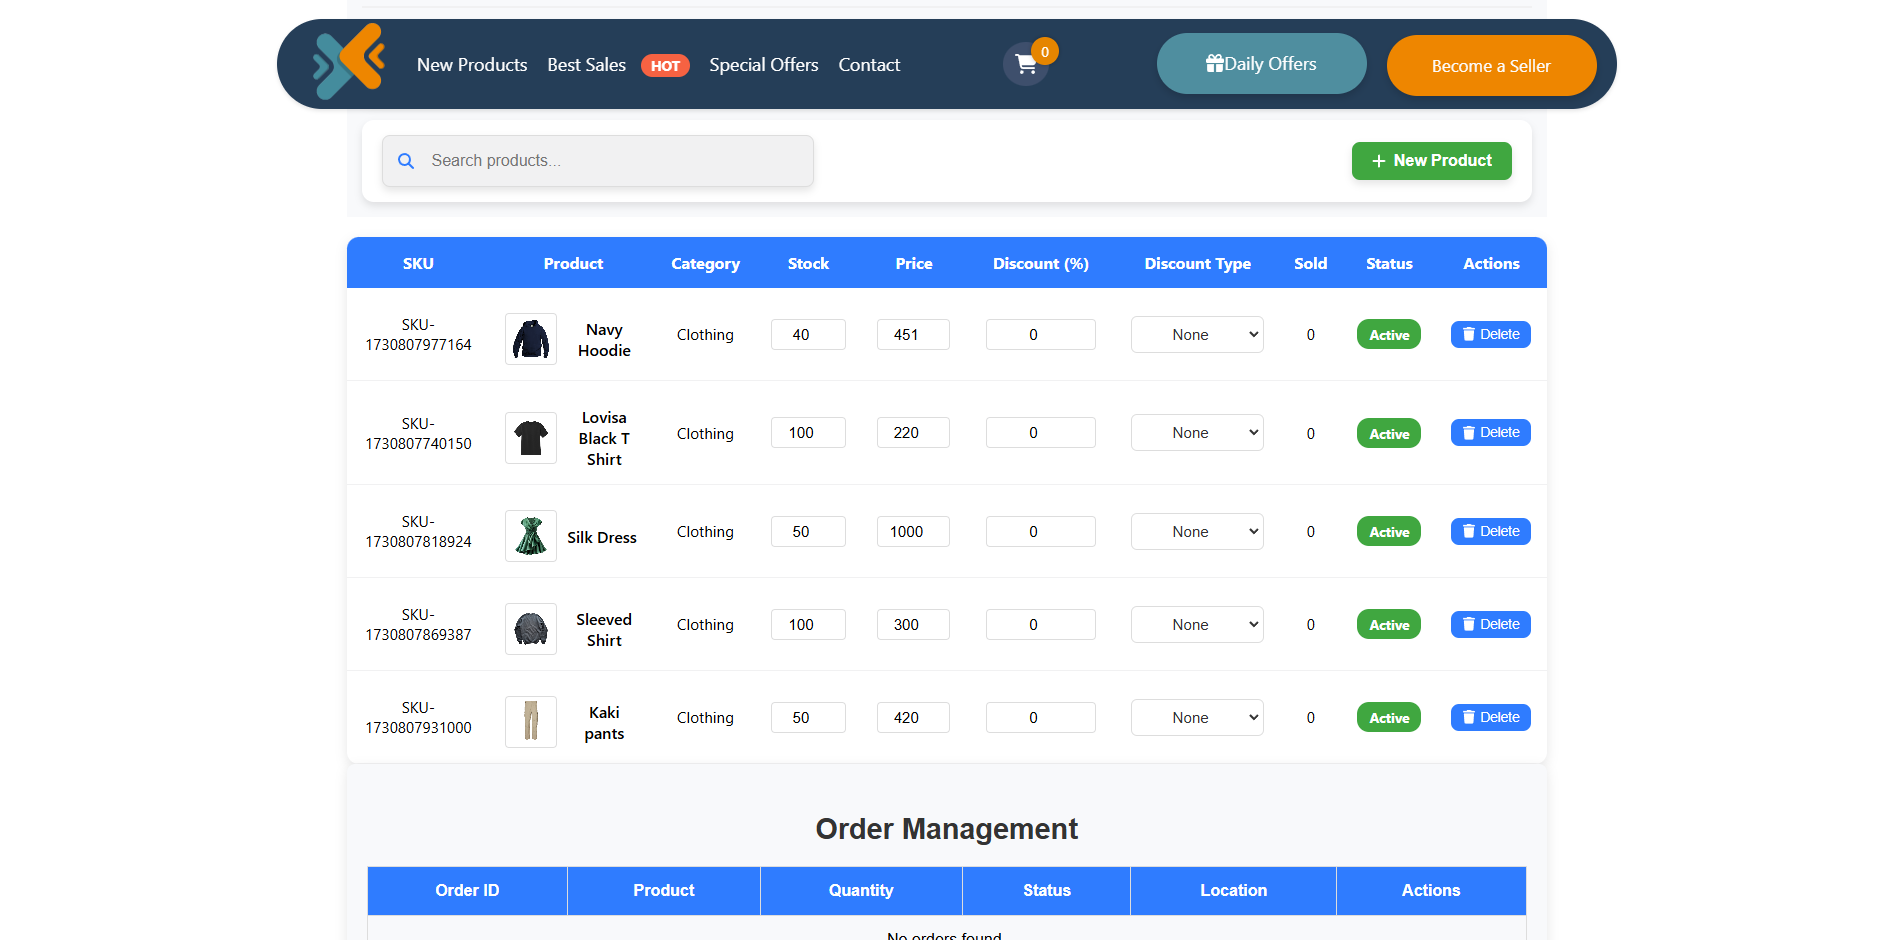 New Products Best Sales HOT Special Offers Contact 0 Daily Offers Become a Seller
Search products... New Product
SKU Product Category Stock Price Discount (%) Discount Type Sold Status Actions
SKU-
1730807977164
Navy
Hoodie
Clothing 40 451 0 None 0 Active Delete
SKU-
1730807740150
Lovisa
Black T
Shirt
Clothing 100 220 0 None 0 Active Delete
SKU-
1730807818924
Silk Dress
Clothing 50 1000 0 None 0 Active Delete
SKU-
1730807869387
Sleeved
Shirt
Clothing 100 300 0 None 0 Active Delete
SKU-
1730807931000
Kaki
pants
Clothing 50 420 0 None 0 Active Delete
Order Management
Order ID Product Quantity Status Location Actions
No orders found